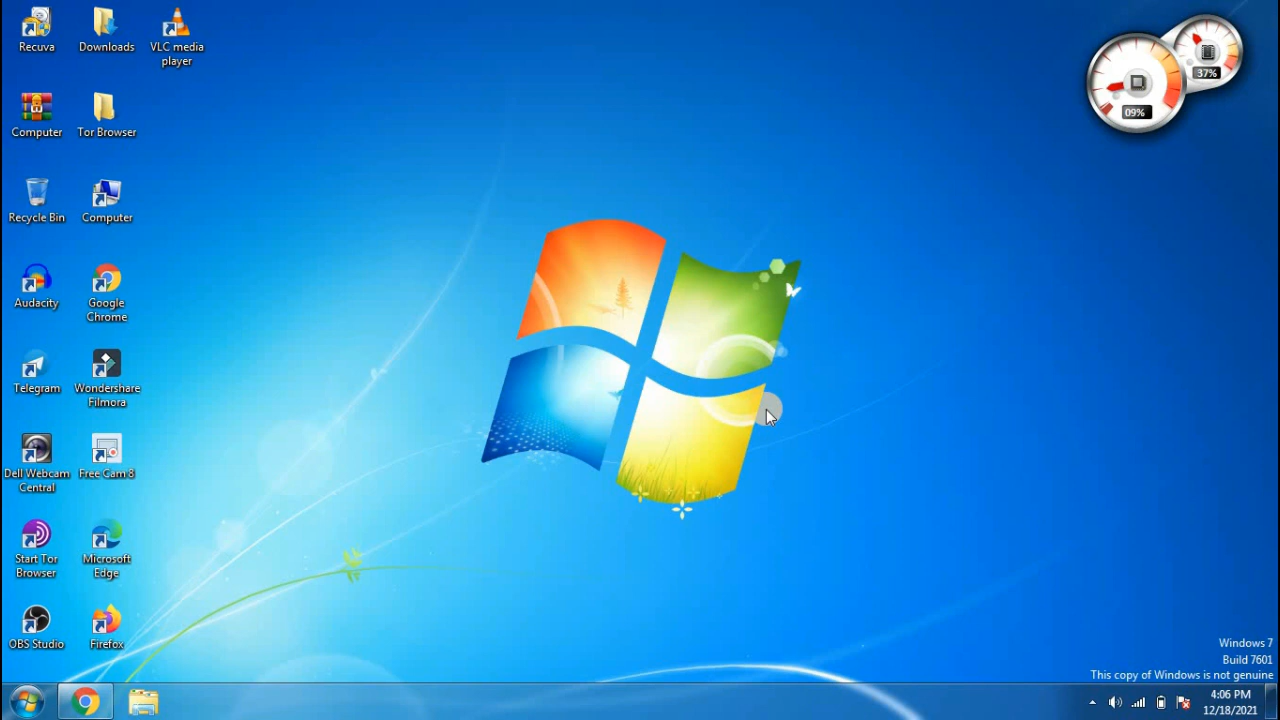 Recuva
Downloads
VLC media
player
Computer
Tor Browser
Recycle Bin
Computer
Audacity
Google
Chrome
Telegram
Wondershare
Filmora
Dell Webcam
Central
Free Cam 8
Start Tor
Browser
Microsoft
Edge
OBS Studio
Firefox
37%
09%
Windows 7
Build 7601
This copy of Windows is not genuine
4:06 PM
12/18/2021